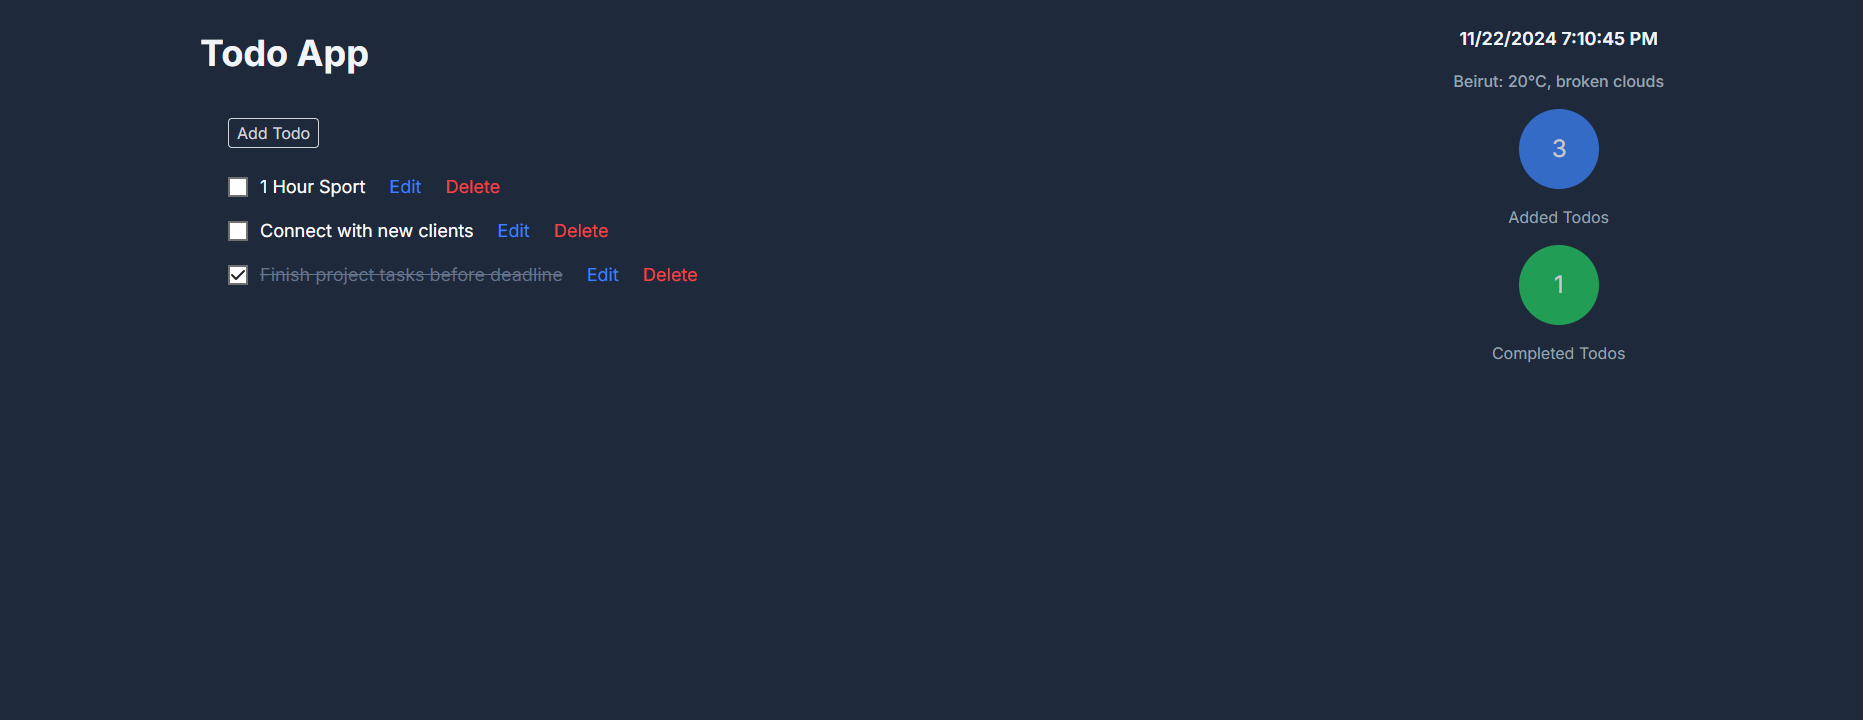 Todo App
Add Todo
1 Hour Sport Edit Delete
Connect with new clients Edit Delete
Finish project tasks before deadline Edit Delete
11/22/2024 7:10:45 PM
Beirut: 20°C, broken clouds
3
Added Todos
1
Completed Todos